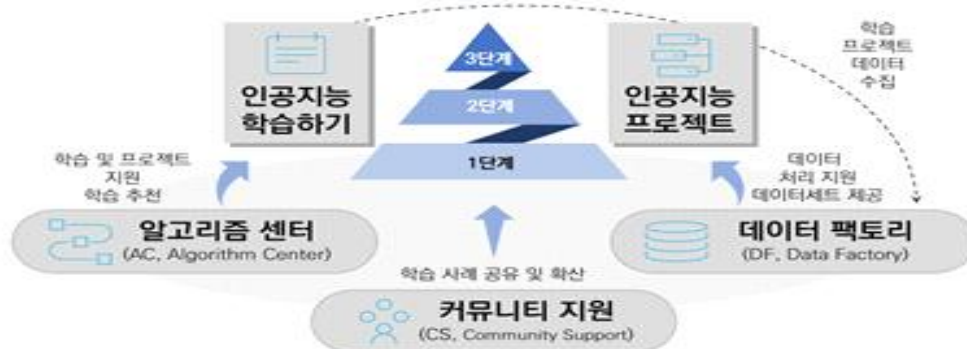 학습
프로젝트
데이터
수집
인공지능
학습하기
3단계
2단계
1단계
인공지능
프로젝트
학습 및 프로젝트
지원
학습 추천
데이터
처리 지원
데이터세트 제공
알고리즘 센터
(AC, Algorithm Center)
데이터 팩토리
(DF, Data Factory)
학습 사례 공유 및 확산
커뮤니티 지원
(CS, Community Support)